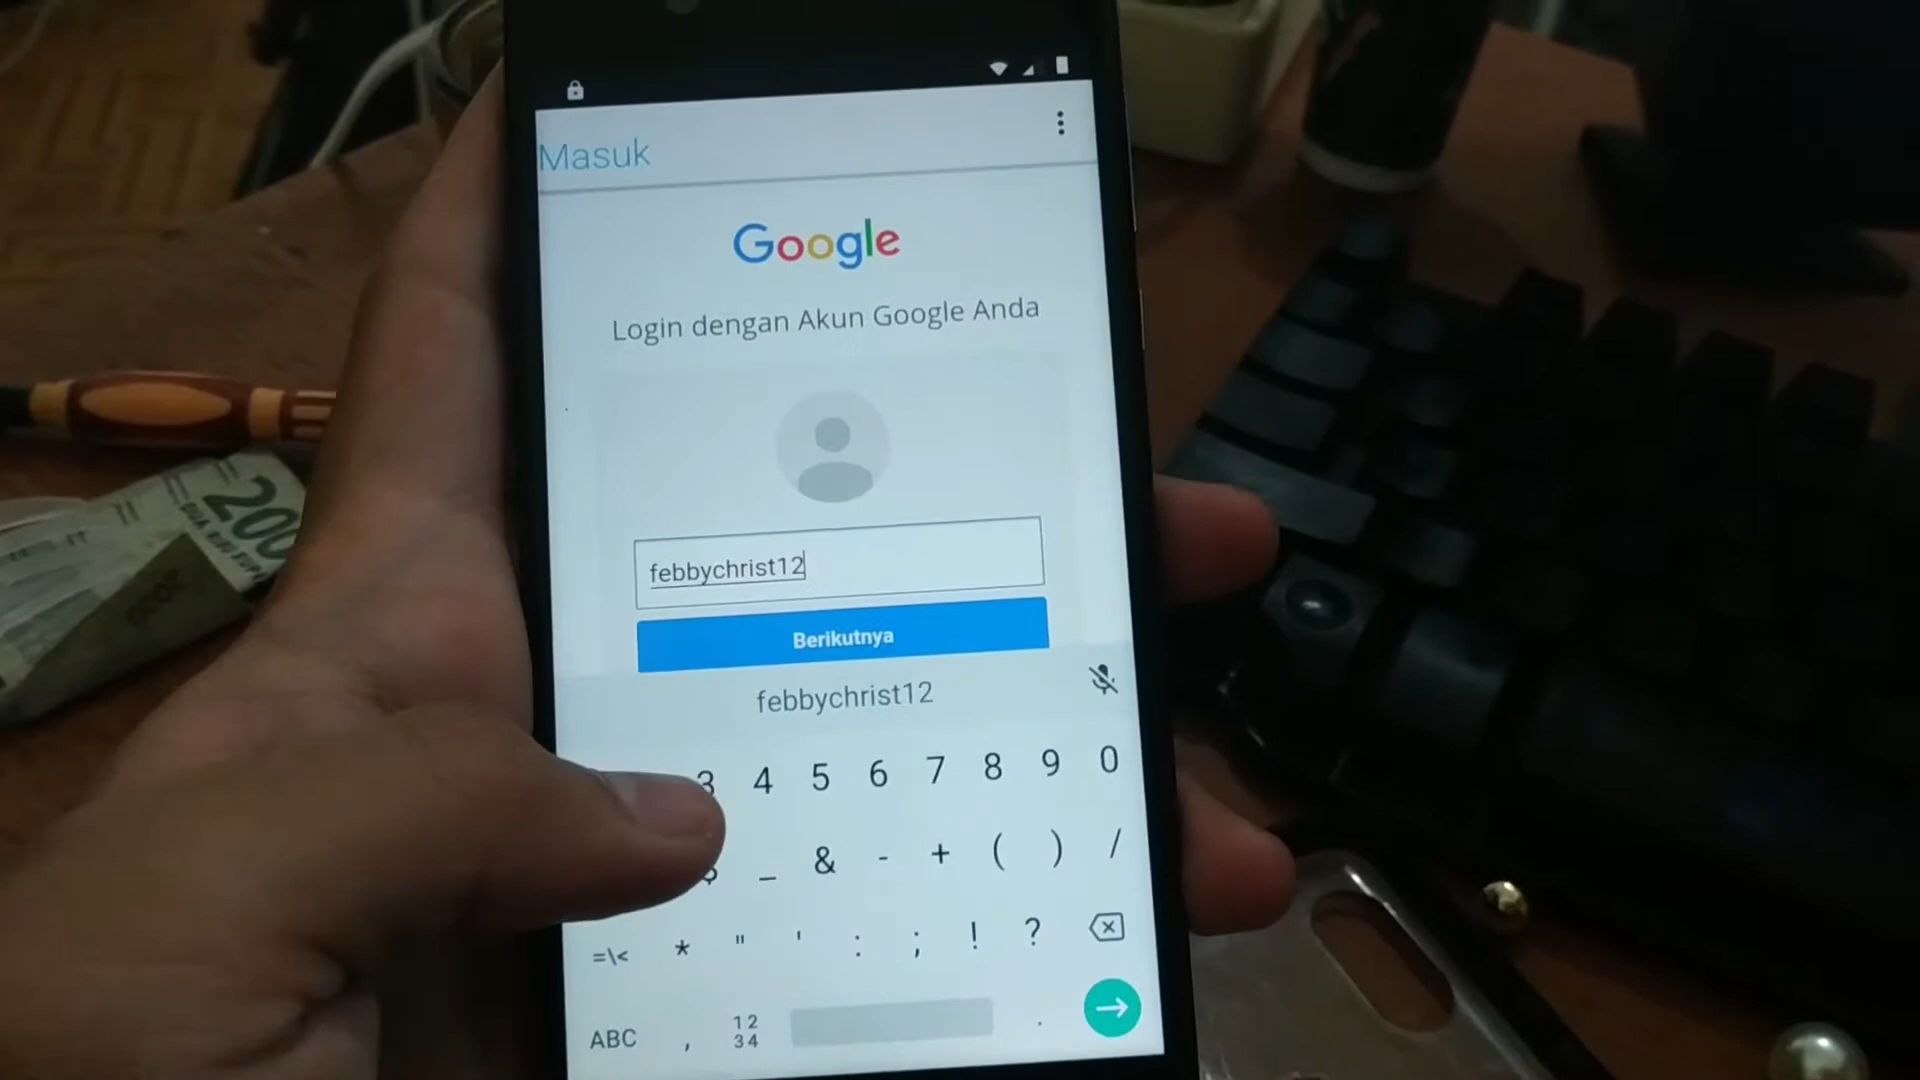 Masuk
Google
Login dengan Akun Google Anda
febbychrist12
Berikutnya
febbychrist12
3 4 5 6 7 8 9 0
$ _ & - + ( ) /
=\< * " ' : ; ! ?
ABC , 12 34 .
200